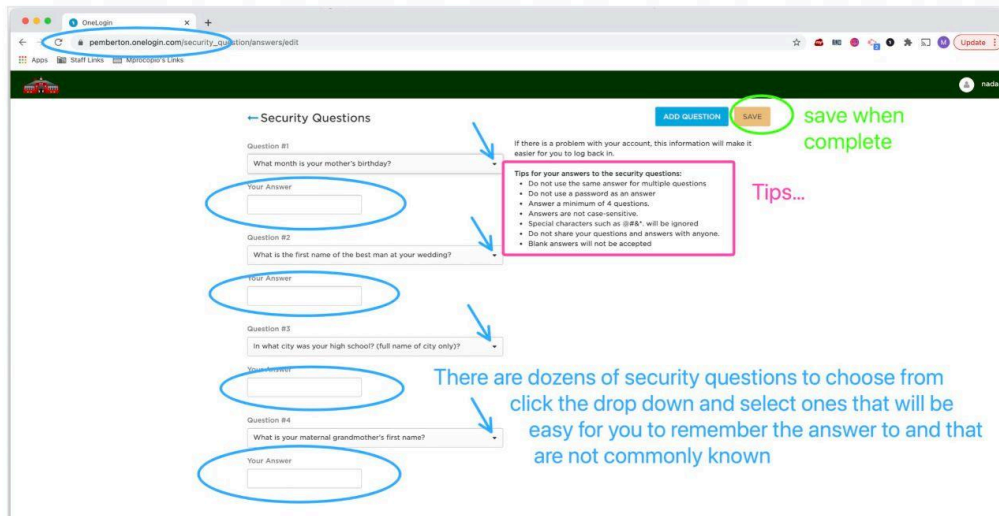 OneLogin
pemberton.onelogin.com/security_question/answers/edit
Update
Apps
Staff Links
Mprocopio's Links
nada
Security Questions
ADD QUESTION
SAVE
save when
complete
If there is a problem with your account, this information will make it
easier for you to log back in.
Question #1
What month is your mother's birthday?
Your Answer
Tips for your answers to the security questions:
• Do not use the same answer for multiple questions
• Do not use a password as an answer
• Answer a minimum of 4 questions.
• Answers are not case-sensitive.
• Special characters such as @#&*. will be ignored
• Do not share your questions and answers with anyone.
• Blank answers will not be accepted
Tips...
Question #2
What is the first name of the best man at your wedding?
Your Answer
Question #3
In what city was your high school? (full name of city only)?
Your Answer
There are dozens of security questions to choose from
click the drop down and select ones that will be
easy for you to remember the answer to and that
are not commonly known
Question #4
What is your maternal grandmother's first name?
Your Answer